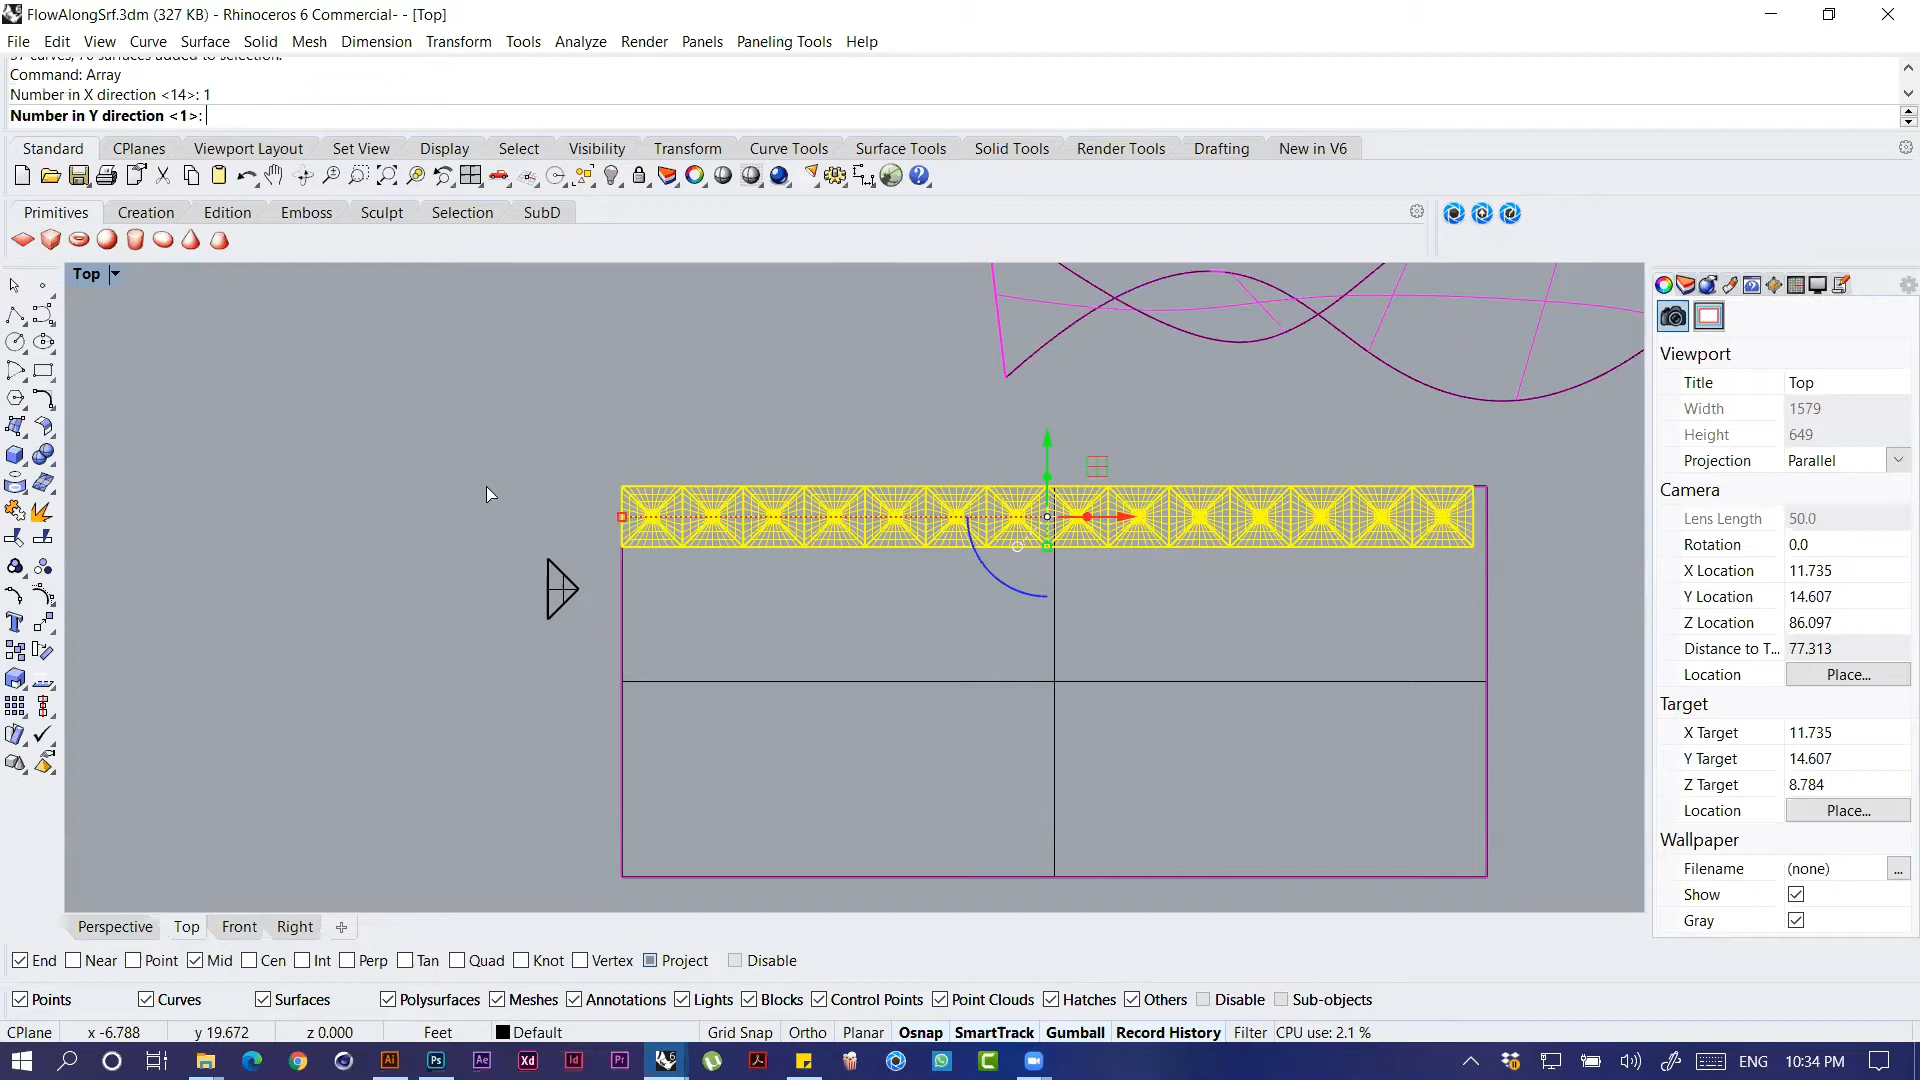 FlowAlongSrf.3dm (327 KB) - Rhinoceros 6 Commercial- - [Top]
File Edit View Curve Surface Solid Mesh Dimension Transform Tools Analyze Render Panels Paneling Tools Help
Command: Array
Number in X direction <14>: 1
Number in Y direction <1>:
Standard CPlanes Viewport Layout Set View Display Select Visibility Transform Curve Tools Surface Tools Solid Tools Render Tools Drafting New in V6
Primitives Creation Edition Emboss Sculpt Selection SubD
Top
Viewport
Title Top
Width 1579
Height 649
Projection Parallel
Camera
Lens Length 50.0
Rotation 0.0
X Location 11.735
Y Location 14.607
Z Location 86.097
Distance to T... 77.313
Location Place...
Target
X Target 11.735
Y Target 14.607
Z Target 8.784
Location Place...
Wallpaper
Filename (none) ...
Show
Gray
Perspective Top Front Right
End Near Point Mid Cen Int Perp Tan Quad Knot Vertex Project Disable
Points Curves Surfaces Polysurfaces Meshes Annotations Lights Blocks Control Points Point Clouds Hatches Others Disable Sub-objects
CPlane x -6.788 y 19.672 z 0.000 Feet Default Grid Snap Ortho Planar Osnap SmartTrack Gumball Record History Filter CPU use: 2.1 %
Ai Ps Ae Xd Id Pr ENG 10:34 PM